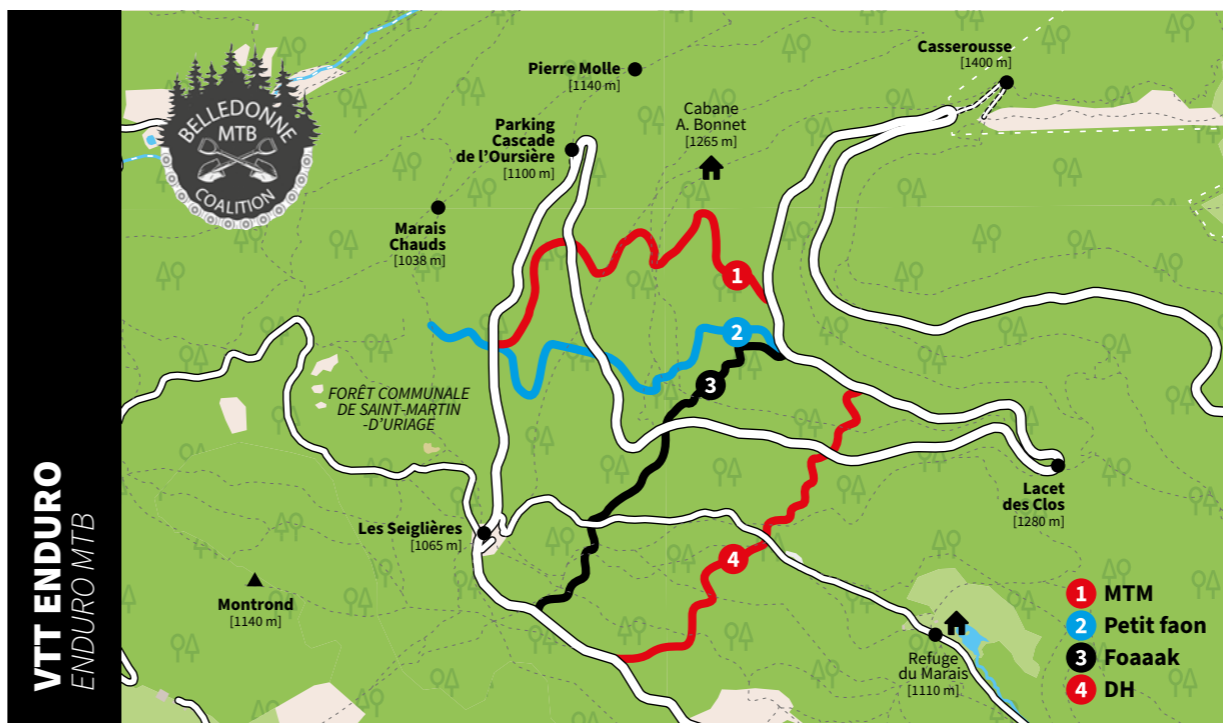 VTT ENDURO
ENDURO MTB
BELLEDONNE
MTB
COALITION
Pierre Molle
[1140 m]
Casserousse
[1400 m]
Parking
Cascade
de l'Oursière
[1100 m]
Cabane
A. Bonnet
[1265 m]
Marais
Chauds
[1038 m]
1
2
3
FORÊT COMMUNALE
DE SAINT-MARTIN
-D'URIAGE
Lacet
des Clos
[1280 m]
Les Seiglières
[1065 m]
4
Montrond
[1140 m]
Refuge
du Marais
[1110 m]
1 MTM
2 Petit faon
3 Foaaak
4 DH